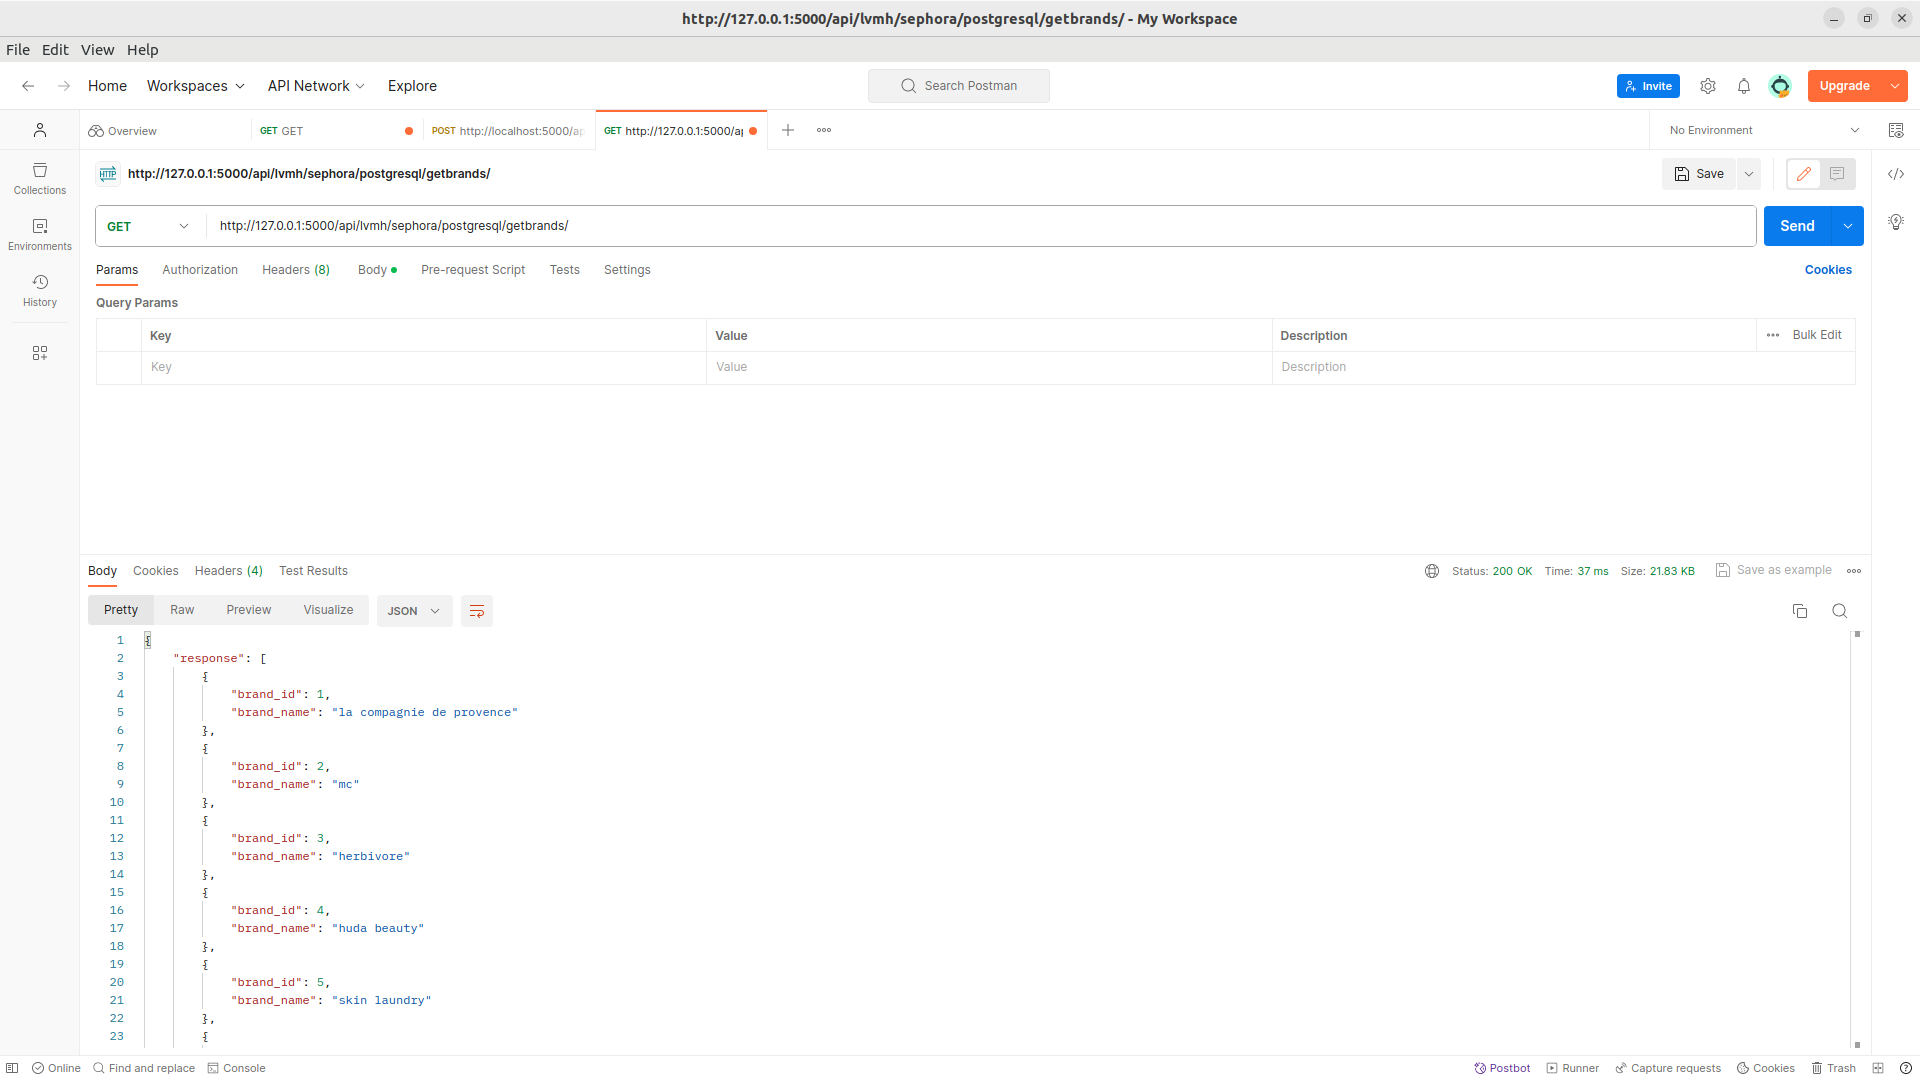 http://127.0.0.1:5000/api/lvmh/sephora/postgresql/getbrands/ - My Workspace
File Edit View Help
Home Workspaces API Network Explore Search Postman Invite Upgrade
Overview GET GET POST http://localhost:5000/ap GET http://127.0.0.1:5000/a No Environment
http://127.0.0.1:5000/api/lvmh/sephora/postgresql/getbrands/ Save
Collections
GET http://127.0.0.1:5000/api/lvmh/sephora/postgresql/getbrands/ Send
Environments
Params Authorization Headers (8) Body Pre-request Script Tests Settings Cookies
History
Query Params
Key Value Description Bulk Edit
Key Value Description
Body Cookies Headers (4) Test Results Status: 200 OK Time: 37 ms Size: 21.83 KB Save as example
Pretty Raw Preview Visualize JSON
1 {
2 "response": [
3 {
4 "brand_id": 1,
5 "brand_name": "la compagnie de provence"
6 },
7 {
8 "brand_id": 2,
9 "brand_name": "mc"
10 },
11 {
12 "brand_id": 3,
13 "brand_name": "herbivore"
14 },
15 {
16 "brand_id": 4,
17 "brand_name": "huda beauty"
18 },
19 {
20 "brand_id": 5,
21 "brand_name": "skin laundry"
22 },
23 {
Online Find and replace Console Postbot Runner Capture requests Cookies Trash